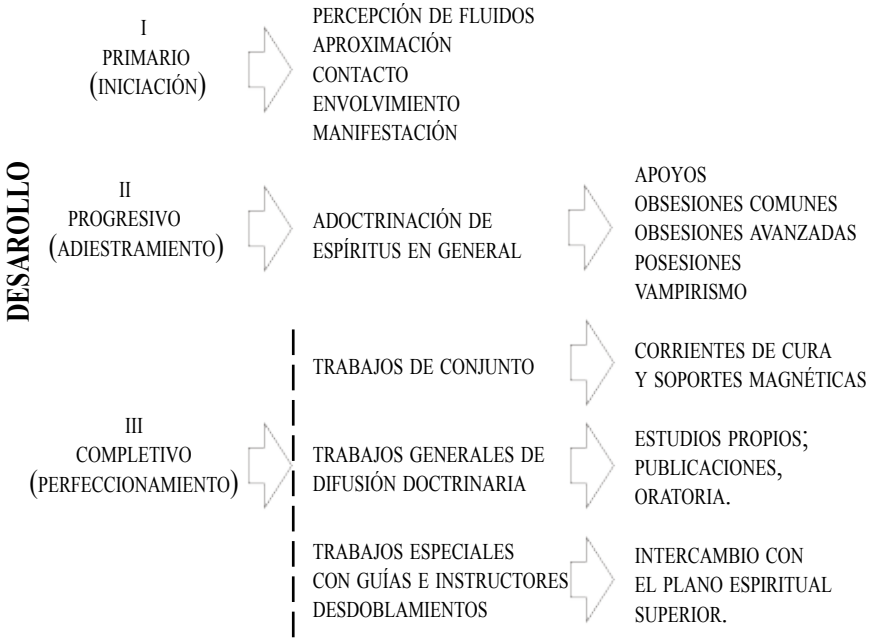 DESAROLLO
I
PRIMARIO
(INICIACIÓN)
PERCEPCIÓN DE FLUIDOS
APROXIMACIÓN
CONTACTO
ENVOLVIMIENTO
MANIFESTACIÓN
II
PROGRESIVO
(ADIESTRAMIENTO)
ADOCTRINACIÓN DE
ESPÍRITUS EN GENERAL
APOYOS
OBSESIONES COMUNES
OBSESIONES AVANZADAS
POSESIONES
VAMPIRISMO
III
COMPLETIVO
(PERFECCIONAMIENTO)
TRABAJOS DE CONJUNTO
CORRIENTES DE CURA
Y SOPORTES MAGNÉTICAS
TRABAJOS GENERALES DE
DIFUSIÓN DOCTRINARIA
ESTUDIOS PROPIOS;
PUBLICACIONES,
ORATORIA.
TRABAJOS ESPECIALES
CON GUÍAS E INSTRUCTORES
DESDOBLAMIENTOS
INTERCAMBIO CON
EL PLANO ESPIRITUAL
SUPERIOR.